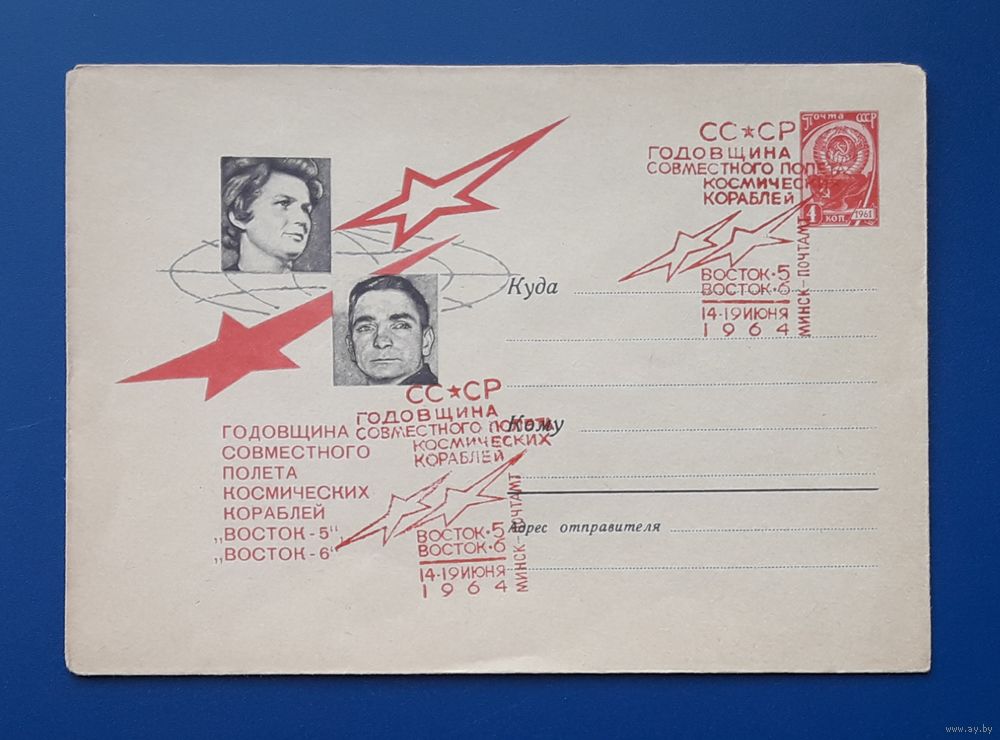 СС★СР
ГОДОВЩИНА
СОВМЕСТНОГО ПОЛЕ
КОСМИЧЕСКИ
КОРАБЛЕЙ
ВОСТОК·5
ВОСТОК·6
14-19 ИЮНЯ
1964
МИНСК-ПОЧТАМТ
Почта СССР
4 КОП. 1961
Куда
Кому
Адрес отправителя
СС★СР
ГОДОВЩИНА
СОВМЕСТНОГО ПОЛЕТА
КОСМИЧЕСКИХ
КОРАБЛЕЙ
ВОСТОК·5
ВОСТОК·6
14-19 ИЮНЯ
1964
МИНСК-ПОЧТАМТ
ГОДОВЩИНА
СОВМЕСТНОГО
ПОЛЕТА
КОСМИЧЕСКИХ
КОРАБЛЕЙ
„ВОСТОК-5“,
„ВОСТОК-6“
www.ay.by